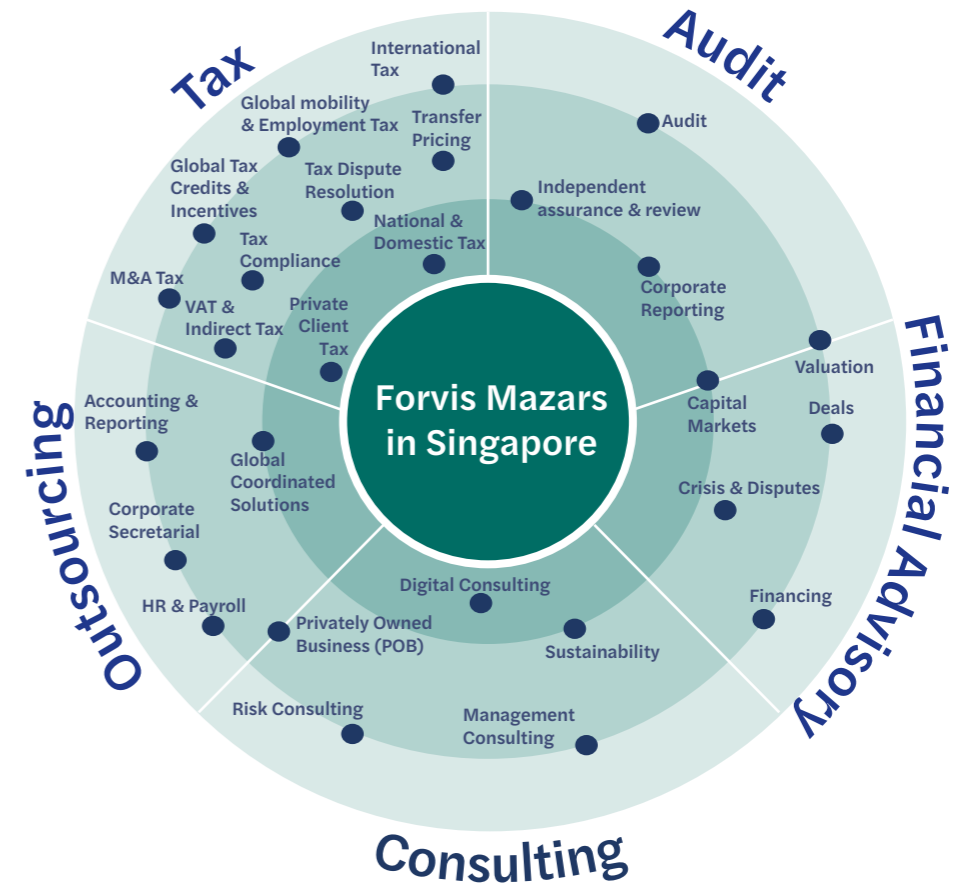 Tax
International
Tax
Global mobility
& Employment Tax
Transfer
Pricing
Global Tax
Credits &
Incentives
Tax Dispute
Resolution
National &
Domestic Tax
Tax
Compliance
M&A Tax
VAT &
Indirect Tax
Private
Client
Tax
Audit
Audit
Independent
assurance & review
Corporate
Reporting
Financial Advisory
Valuation
Capital
Markets
Deals
Crisis & Disputes
Financing
Forvis Mazars
in Singapore
Outsourcing
Accounting &
Reporting
Global
Coordinated
Solutions
Corporate
Secretarial
HR & Payroll
Privately Owned
Business (POB)
Digital Consulting
Sustainability
Risk Consulting
Management
Consulting
Consulting